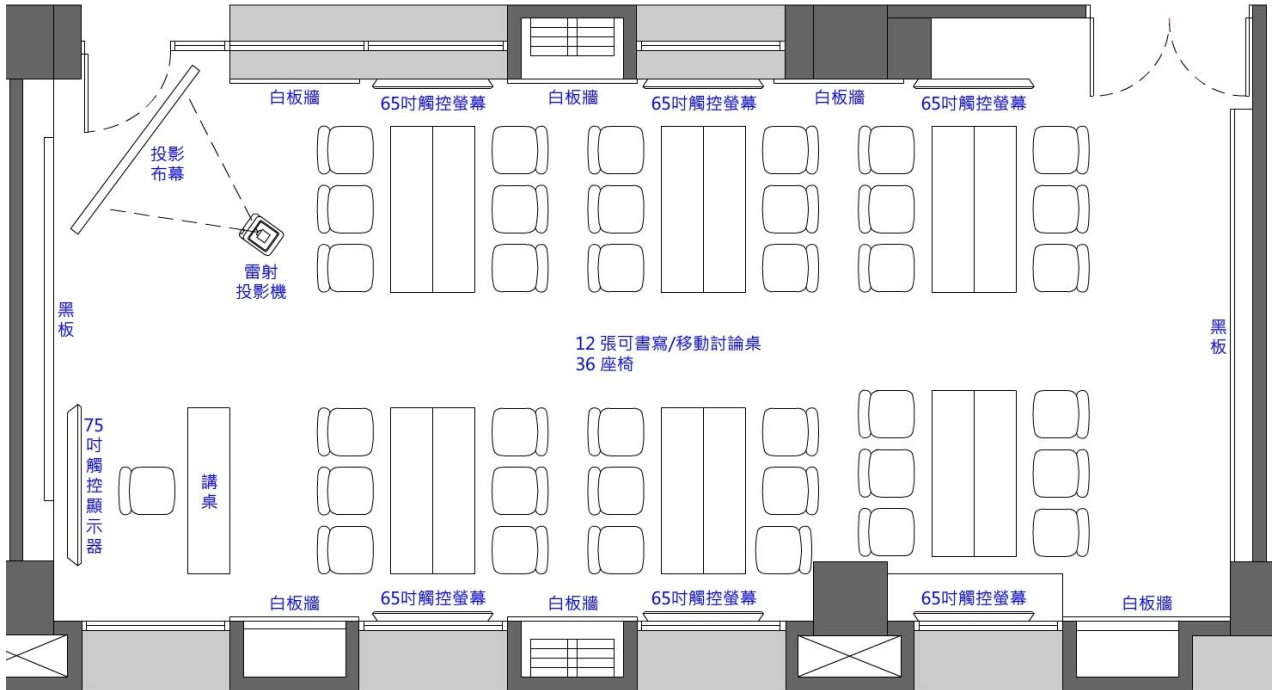 白板牆
65吋觸控螢幕
白板牆
65吋觸控螢幕
白板牆
65吋觸控螢幕
投影
布幕
雷射
投影機
黑板
12 張可書寫/移動討論桌
36 座椅
黑板
75吋觸控顯示器
講桌
白板牆
65吋觸控螢幕
白板牆
65吋觸控螢幕
65吋觸控螢幕
白板牆